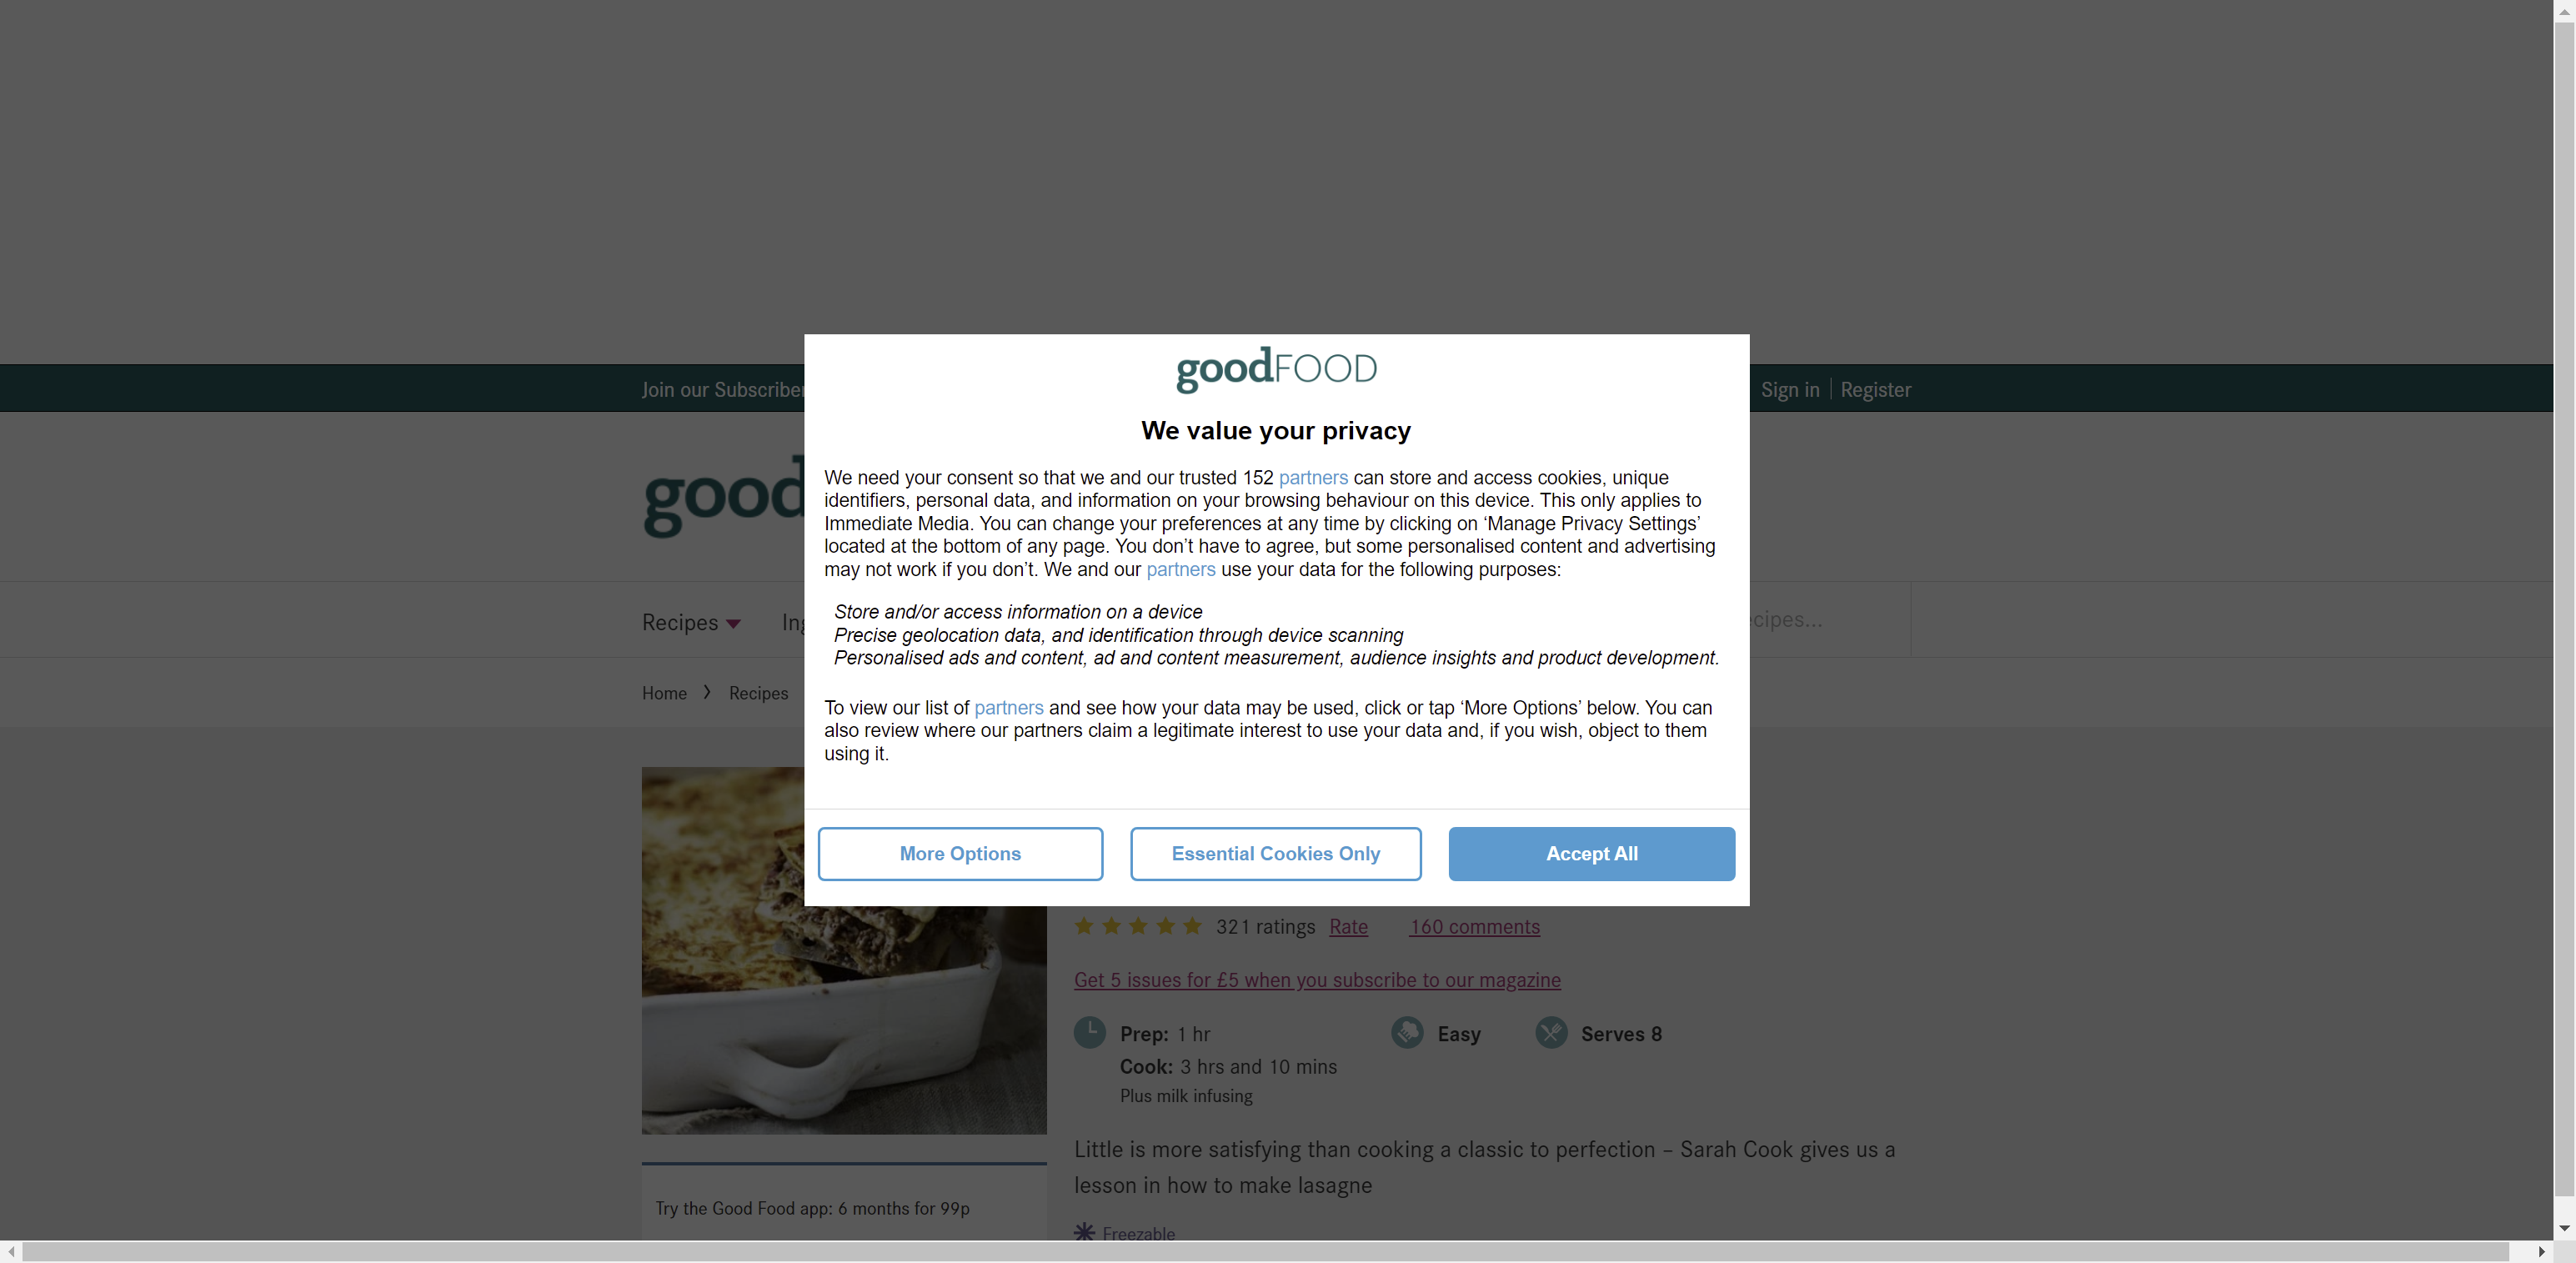 goodFOOD
We value your privacy
We need your consent so that we and our trusted 152 partners can store and access cookies, unique
identifiers, personal data, and information on your browsing behaviour on this device. This only applies to
Immediate Media. You can change your preferences at any time by clicking on ‘Manage Privacy Settings’
located at the bottom of any page. You don’t have to agree, but some personalised content and advertising
may not work if you don’t. We and our partners use your data for the following purposes:
Store and/or access information on a device
Precise geolocation data, and identification through device scanning
Personalised ads and content, ad and content measurement, audience insights and product development.
To view our list of partners and see how your data may be used, click or tap ‘More Options’ below. You can
also review where our partners claim a legitimate interest to use your data and, if you wish, object to them
using it.
More Options
Essential Cookies Only
Accept All
Join our Subscriber
Sign in
Register
good
Recipes
Home
Recipes
321 ratings Rate 160 comments
Get 5 issues for £5 when you subscribe to our magazine
Prep: 1 hr
Easy
Serves 8
Cook: 3 hrs and 10 mins
Plus milk infusing
Little is more satisfying than cooking a classic to perfection – Sarah Cook gives us a
lesson in how to make lasagne
Freezable
Try the Good Food app: 6 months for 99p